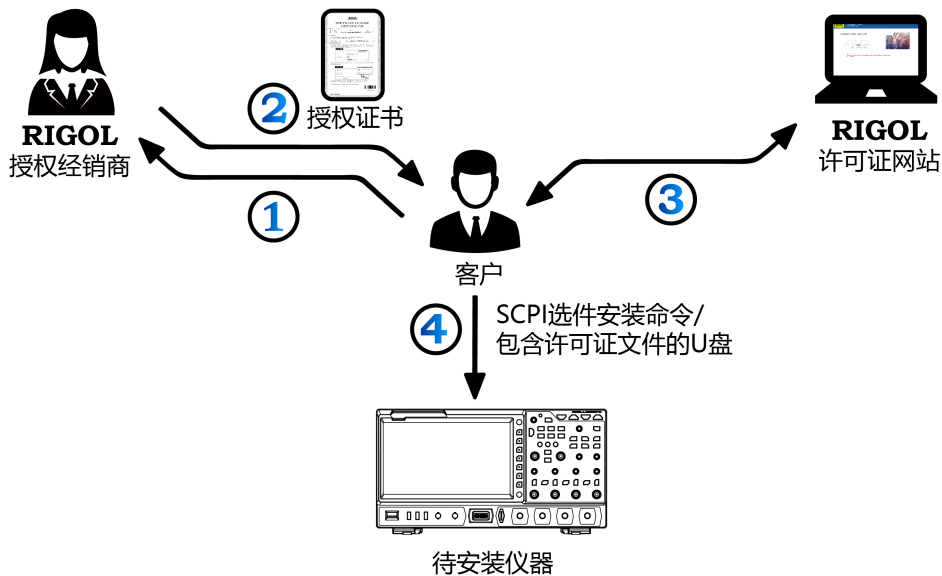 RIGOL
授权经销商
②
授权证书
①
RIGOL
许可证网站
③
客户
④
SCPI选件安装命令/
包含许可证文件的U盘
待安装仪器